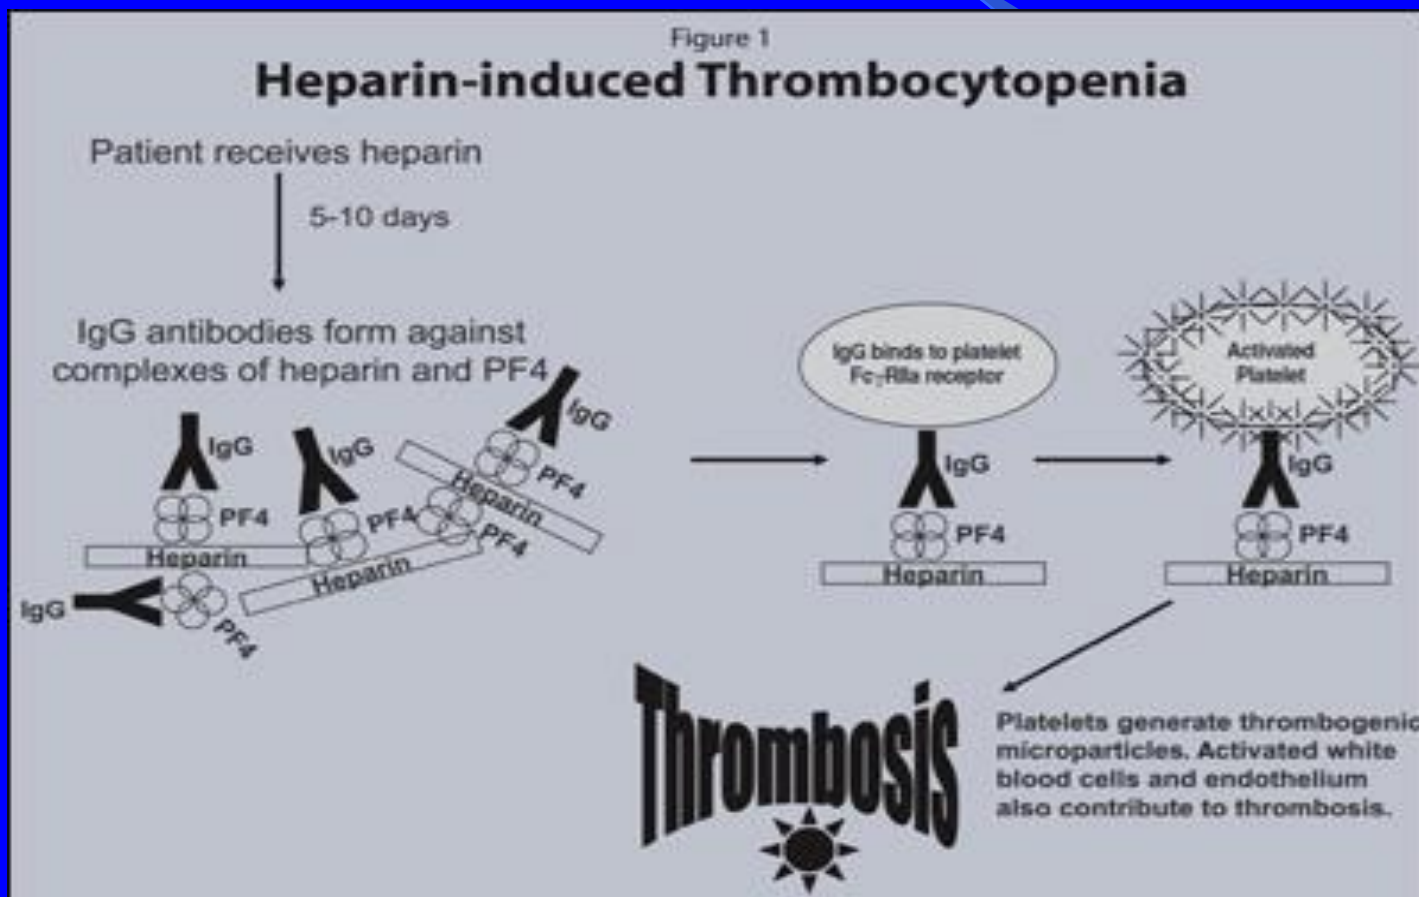 Figure 1
Heparin-induced Thrombocytopenia
Patient receives heparin
5-10 days
IgG antibodies form against
complexes of heparin and PF4
IgG
IgG
IgG
PF4
PF4
PF4
Heparin
PF4
Heparin
Heparin
IgG
PF4
IgG binds to platelet
FcγRIIa receptor
IgG
PF4
Heparin
Activated
Platelet
IgG
PF4
Heparin
Thrombosis
Platelets generate thrombogenic
microparticles. Activated white
blood cells and endothelium
also contribute to thrombosis.